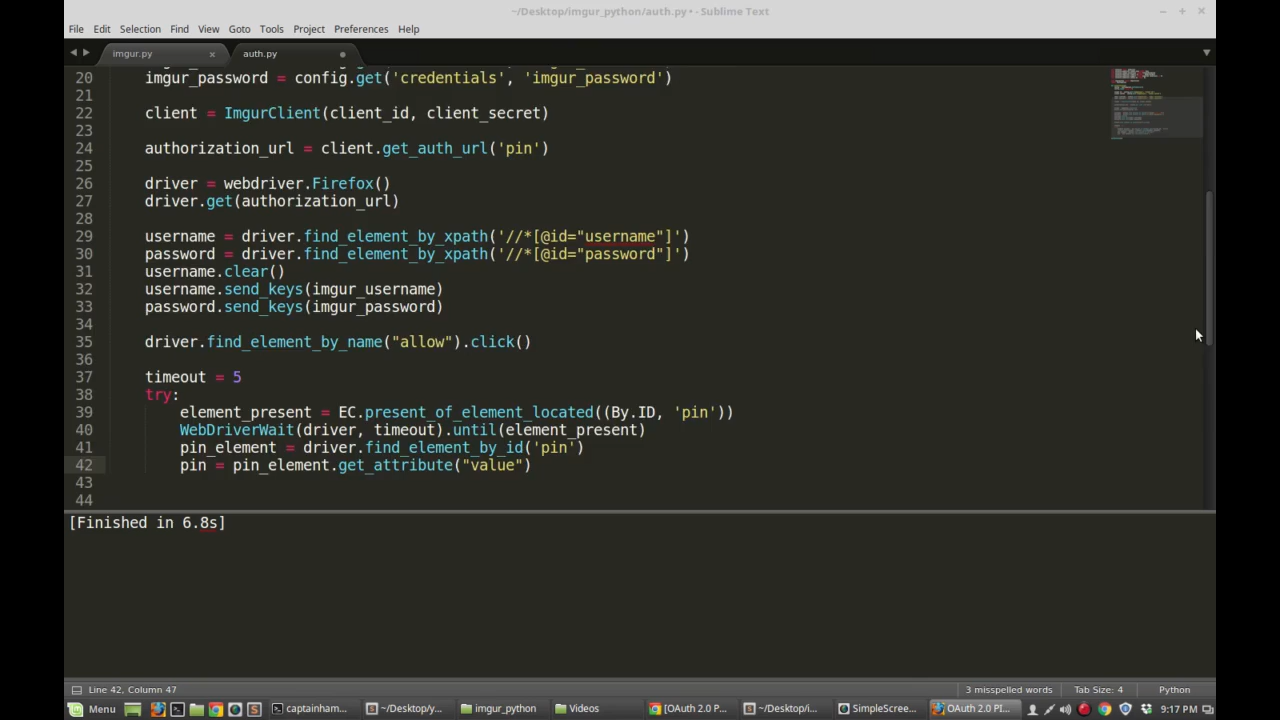 ~/Desktop/imgur_python/auth.py • - Sublime Text
File Edit Selection Find View Goto Tools Project Preferences Help
imgur.py × auth.py
20 imgur_password = config.get('credentials', 'imgur_password')
21
22 client = ImgurClient(client_id, client_secret)
23
24 authorization_url = client.get_auth_url('pin')
25
26 driver = webdriver.Firefox()
27 driver.get(authorization_url)
28
29 username = driver.find_element_by_xpath('//*[@id="username"]')
30 password = driver.find_element_by_xpath('//*[@id="password"]')
31 username.clear()
32 username.send_keys(imgur_username)
33 password.send_keys(imgur_password)
34
35 driver.find_element_by_name("allow").click()
36
37 timeout = 5
38 try:
39 element_present = EC.present_of_element_located((By.ID, 'pin'))
40 WebDriverWait(driver, timeout).until(element_present)
41 pin_element = driver.find_element_by_id('pin')
42 pin = pin_element.get_attribute("value")
43
44
[Finished in 6.8s]
Line 42, Column 47 3 misspelled words Tab Size: 4 Python
Menu captainham... ~/Desktop/y... imgur_python Videos [OAuth 2.0 P... ~/Desktop/i... SimpleScree... OAuth 2.0 PI... 9:17 PM